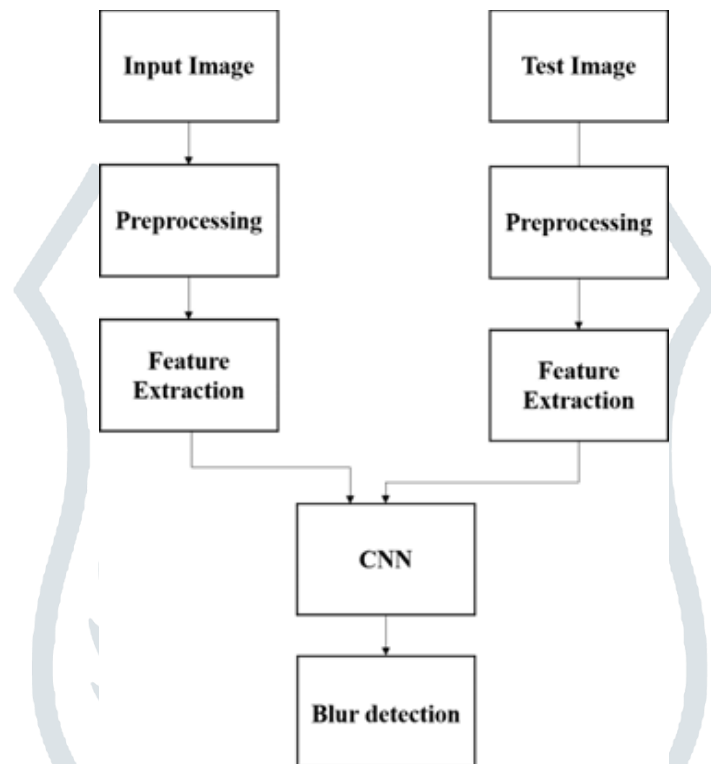 Input Image
Test Image
Preprocessing
Preprocessing
Feature
Extraction
Feature
Extraction
CNN
Blur detection